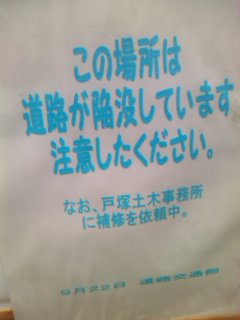 この場所は
道路が陥没しています
注意したください。
なお、戸塚土木事務所
に補修を依頼中。
9月22日　道路交通部